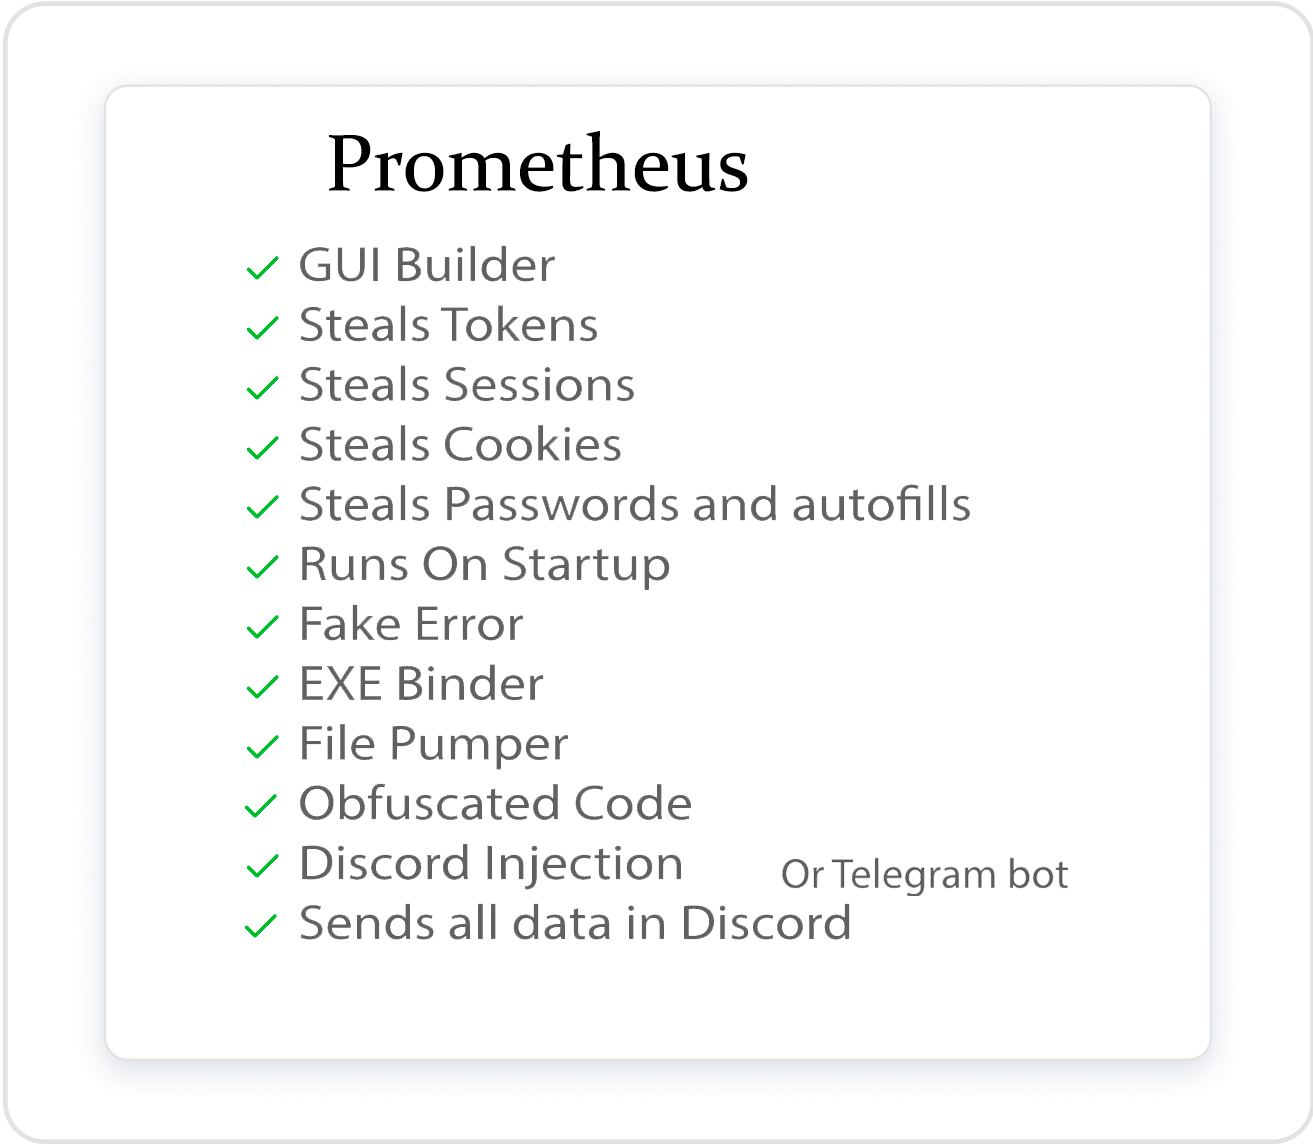 Prometheus
GUI Builder
Steals Tokens
Steals Sessions
Steals Cookies
Steals Passwords and autofills
Runs On Startup
Fake Error
EXE Binder
File Pumper
Obfuscated Code
Discord Injection
Or Telegram bot
Sends all data in Discord